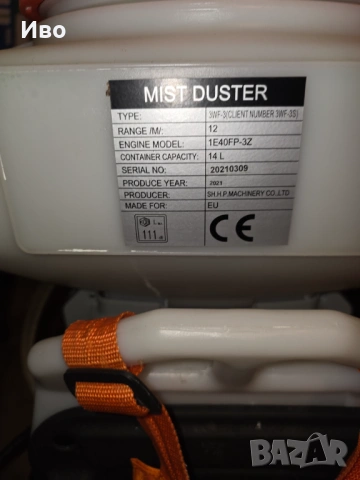 Иво
MIST DUSTER
TYPE: 3WF-3(CLIENT NUMBER 3WF-3S)
RANGE /M/: 12
ENGINE MODEL: 1E40FP-3Z
CONTAINER CAPACITY: 14 L
SERIAL NO: 20210309
PRODUCE YEAR: 2021
PRODUCER: SH.H.P.MACHINERY CO.,LTD
MADE FOR: EU
111
CE
BAZAR